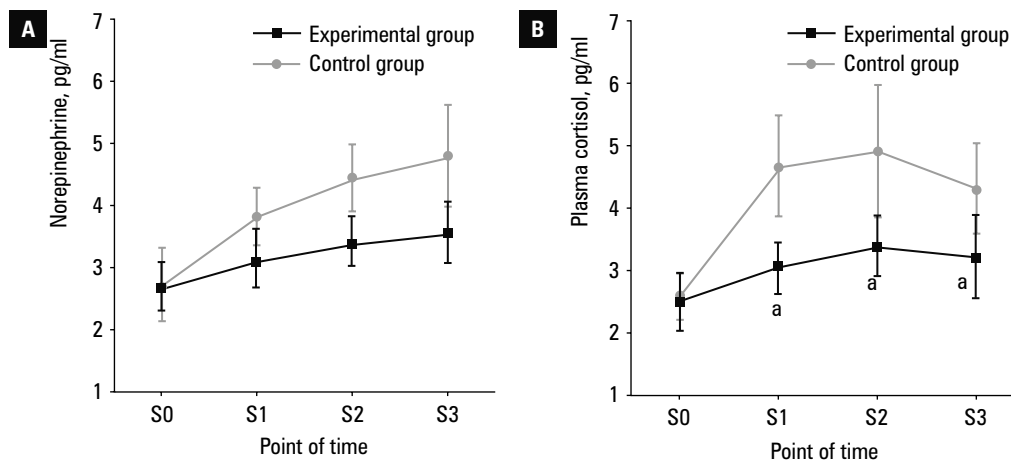 A
Norepinephrine, pg/ml
7
6
5
4
3
2
1
Experimental group
Control group
S0 S1 S2 S3
Point of time
B
Plasma cortisol, pg/ml
7
6
5
4
3
2
1
Experimental group
Control group
a a a
S0 S1 S2 S3
Point of time